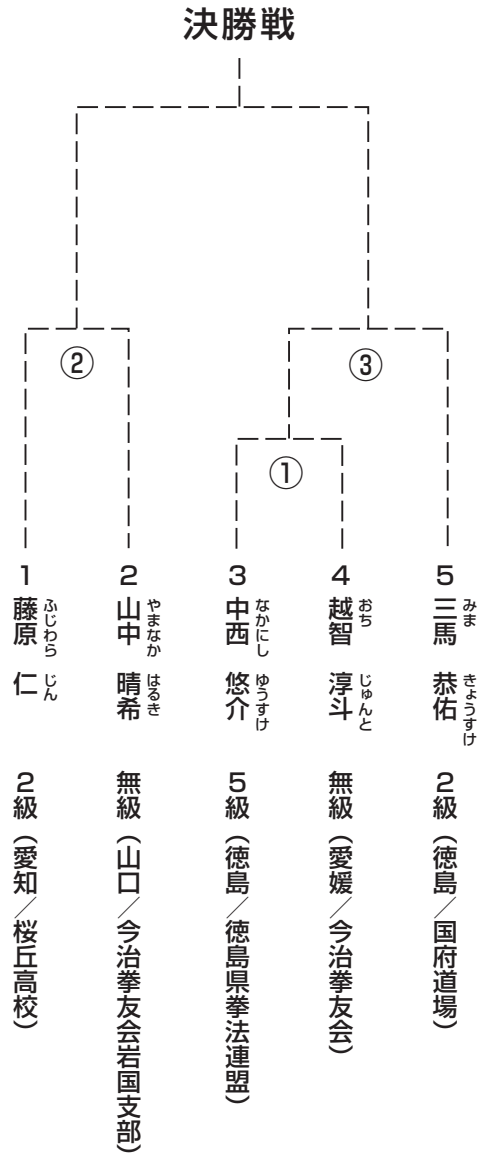 決勝戦
②
③
①
1 藤原 仁 2級 (愛知/桜丘高校)
ふじわら じん
2 山中 晴希 無級 (山口/今治拳友会岩国支部)
やまなか はるき
3 中西 悠介 5級 (徳島/徳島県拳法連盟)
なかにし ゆうすけ
4 越智 淳斗 無級 (愛媛/今治拳友会)
おち じゅんと
5 三馬 恭佑 2級 (徳島/国府道場)
みま きょうすけ